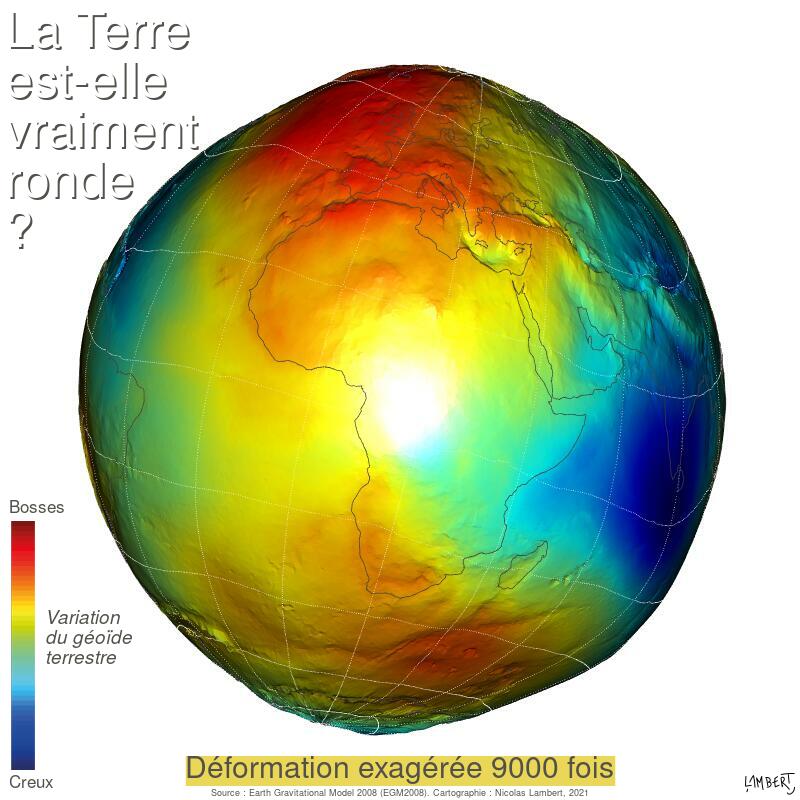 La Terre
est-elle
vraiment
ronde
?
Bosses
Variation
du géoïde
terrestre
Creux
Déformation exagérée 9000 fois
Source : Earth Gravitational Model 2008 (EGM2008). Cartographie : Nicolas Lambert, 2021
LAMBERT